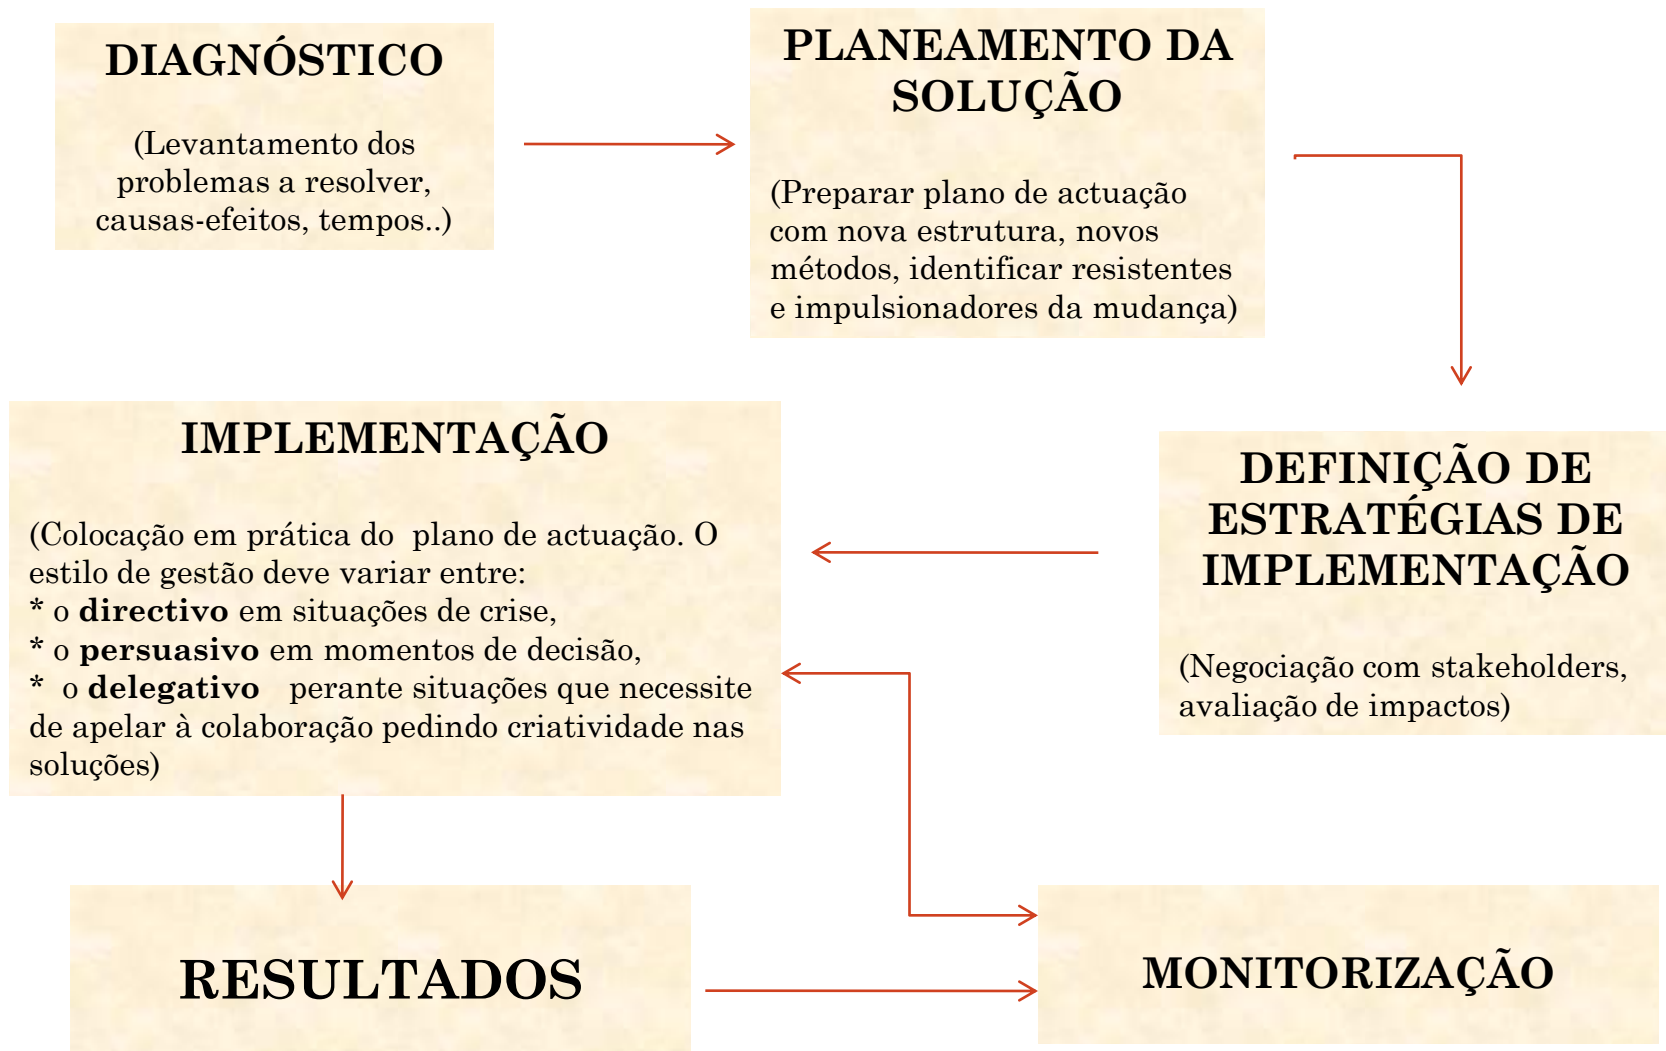 DIAGNÓSTICO
(Levantamento dos
problemas a resolver,
causas-efeitos, tempos..)
PLANEAMENTO DA
SOLUÇÃO
(Preparar plano de actuação
com nova estrutura, novos
métodos, identificar resistentes
e impulsionadores da mudança)
IMPLEMENTAÇÃO
(Colocação em prática do plano de actuação. O
estilo de gestão deve variar entre:
* o directivo em situações de crise,
* o persuasivo em momentos de decisão,
* o delegativo perante situações que necessite
de apelar à colaboração pedindo criatividade nas
soluções)
DEFINIÇÃO DE
ESTRATÉGIAS DE
IMPLEMENTAÇÃO
(Negociação com stakeholders,
avaliação de impactos)
RESULTADOS
MONITORIZAÇÃO